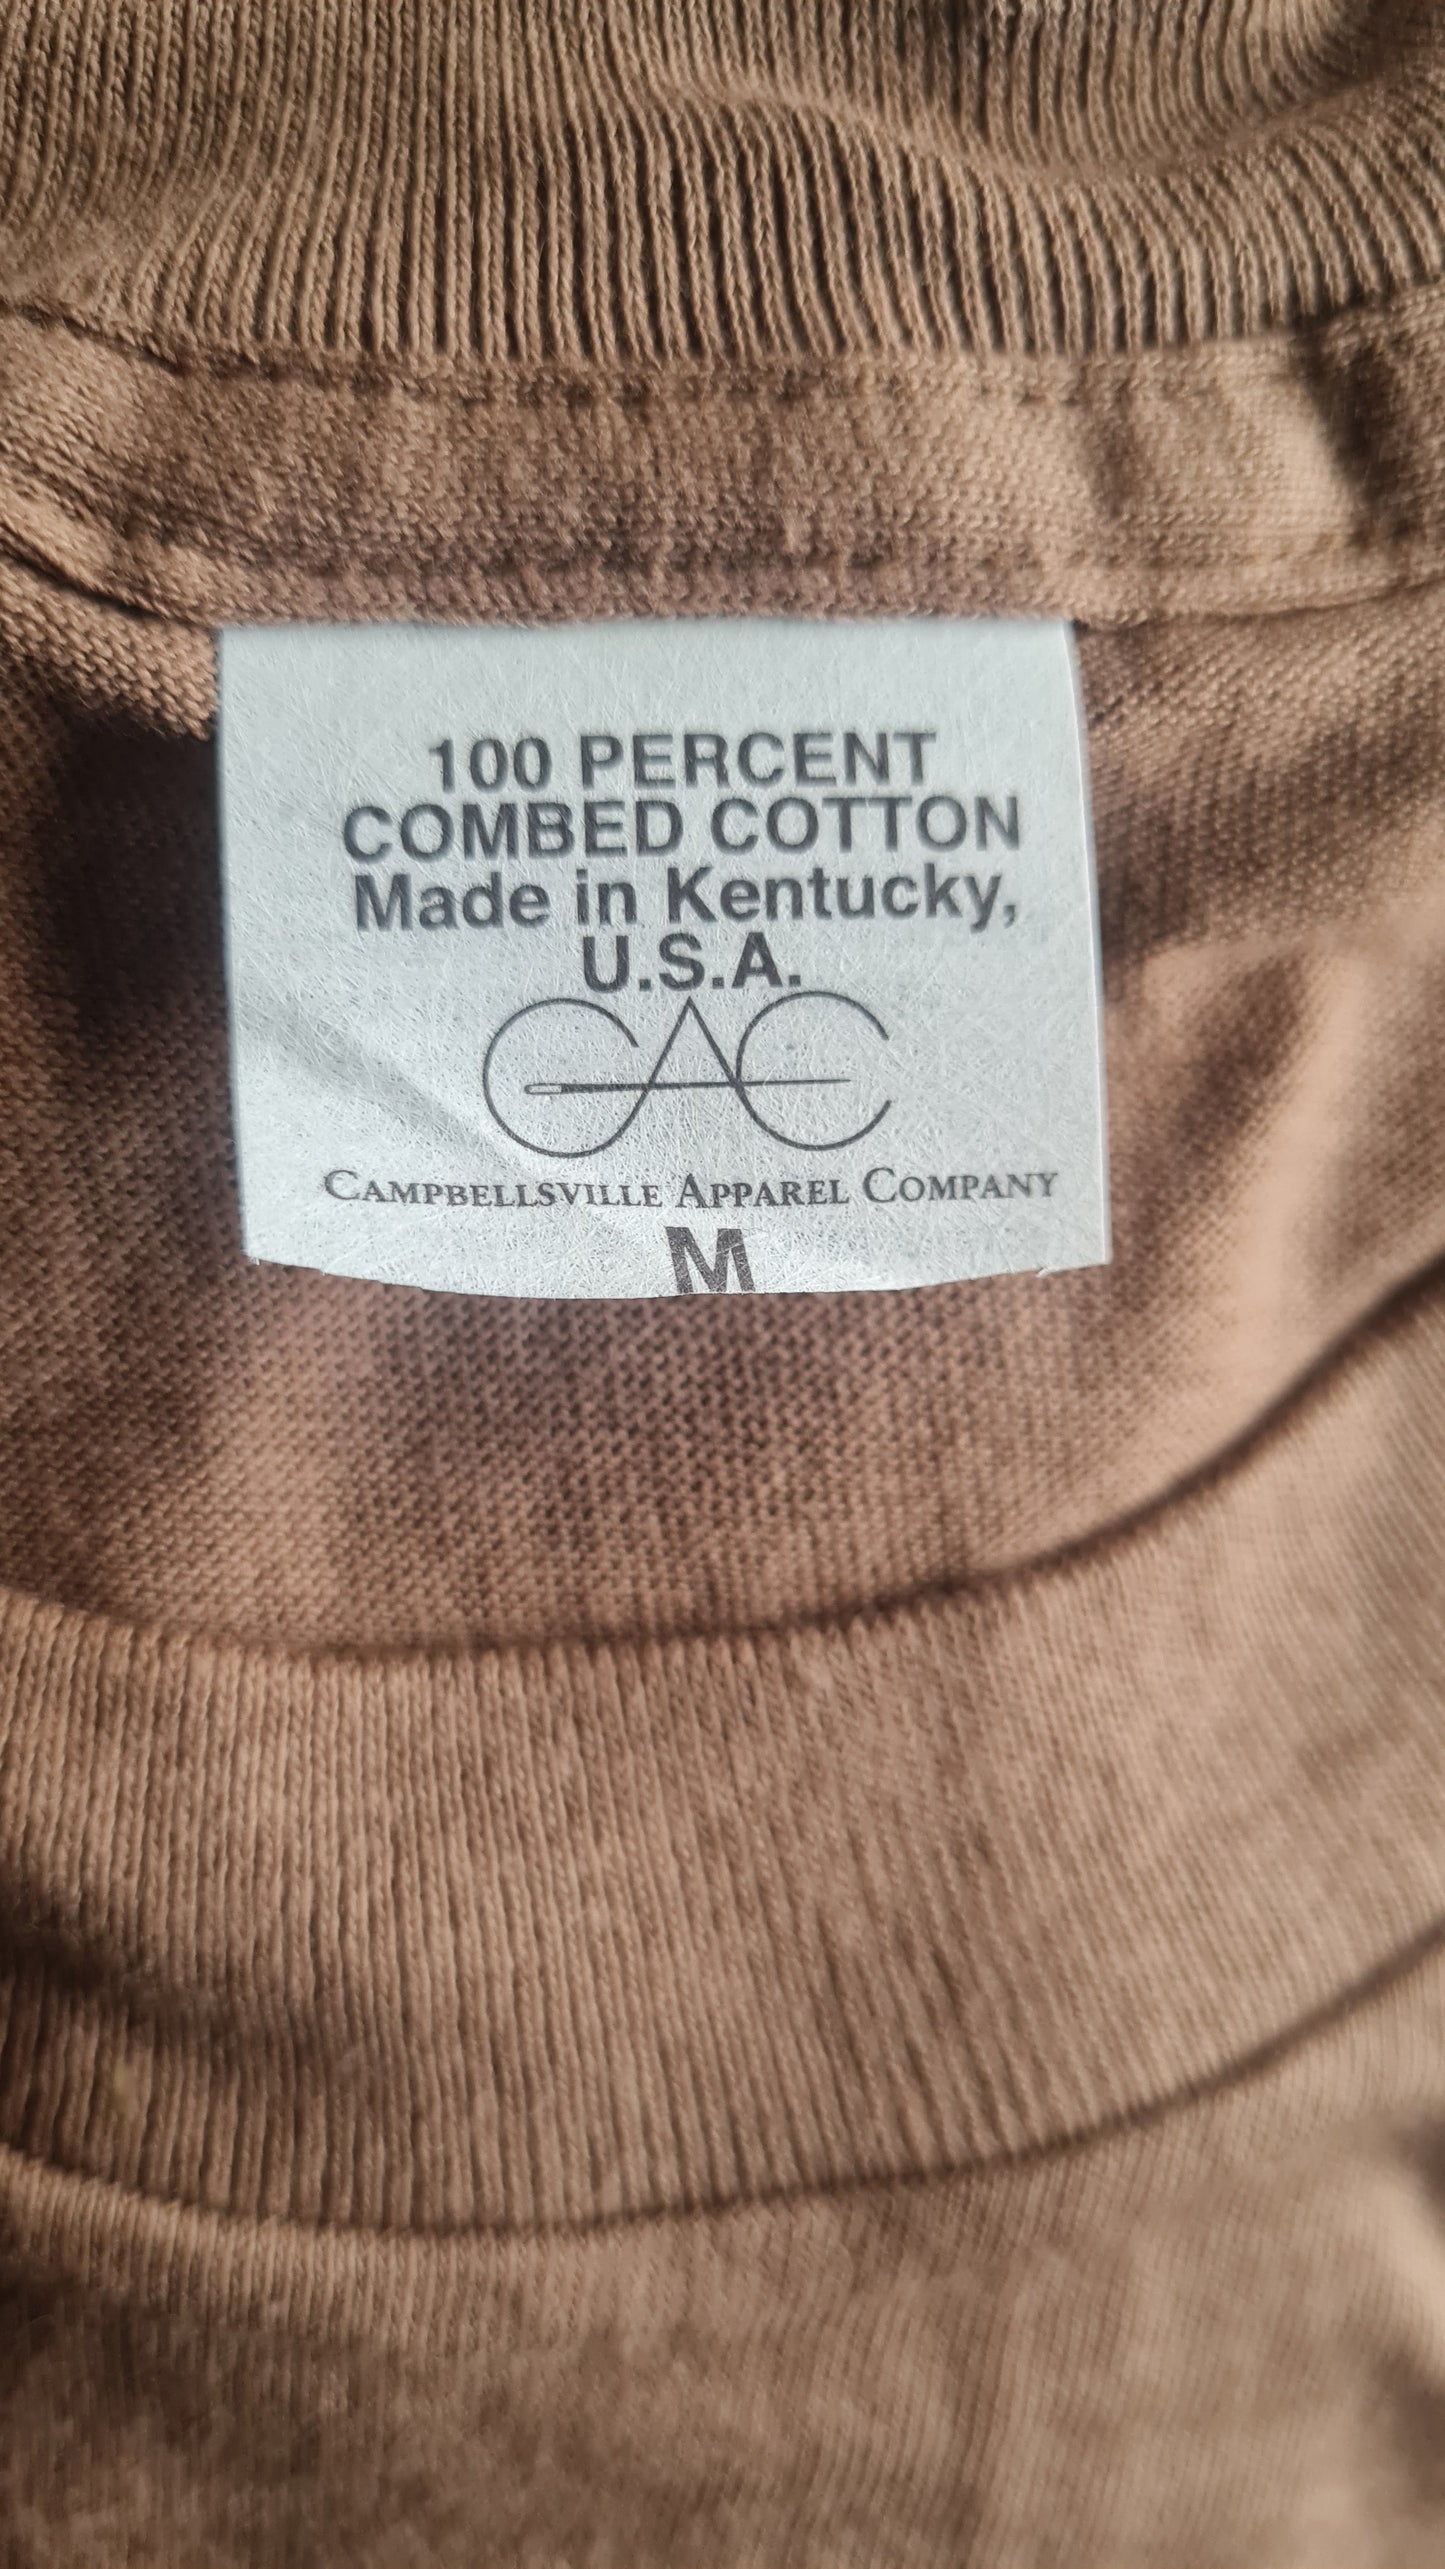 100 PERCENT
COMBED COTTON
Made in Kentucky,
U.S.A.
CAC
CAMPBELLSVILLE APPAREL COMPANY
M